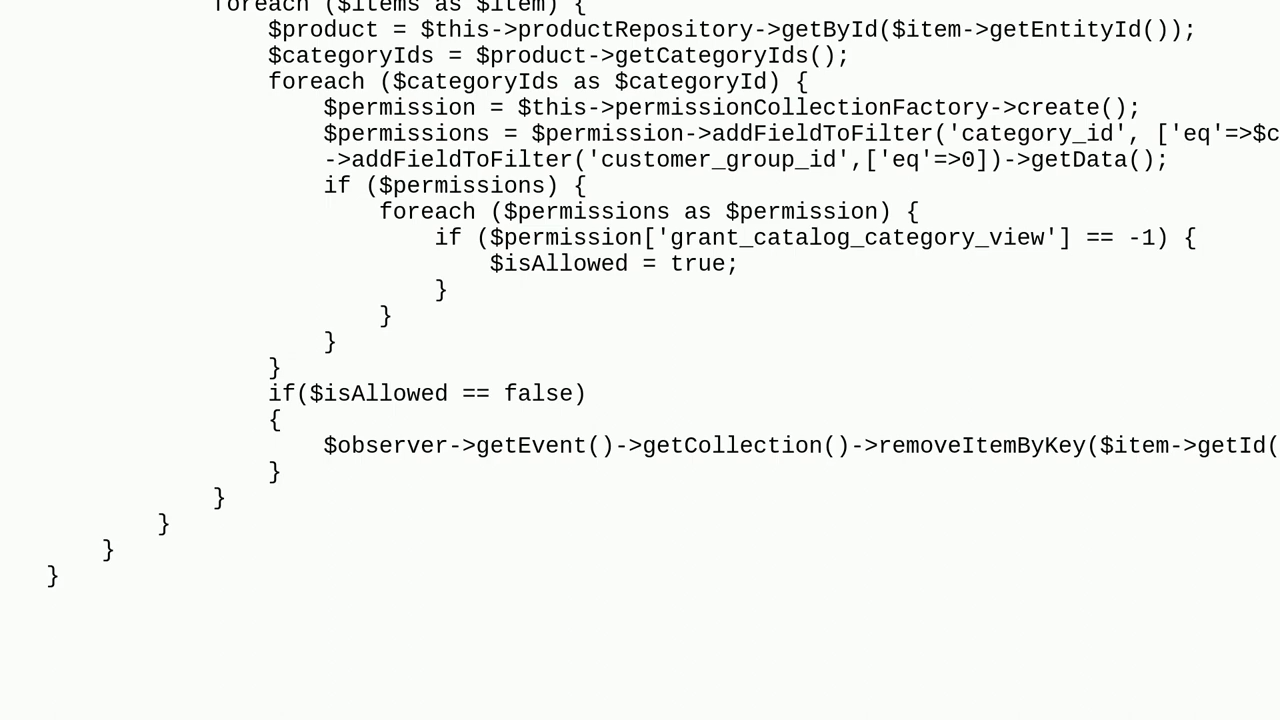 foreach ($items as $item) {
$product = $this->productRepository->getById($item->getEntityId());
$categoryIds = $product->getCategoryIds();
foreach ($categoryIds as $categoryId) {
$permission = $this->permissionCollectionFactory->create();
$permissions = $permission->addFieldToFilter('category_id', ['eq'=>$c
->addFieldToFilter('customer_group_id',['eq'=>0])->getData();
if ($permissions) {
foreach ($permissions as $permission) {
if ($permission['grant_catalog_category_view'] == -1) {
$isAllowed = true;
}
}
}
}
if($isAllowed == false)
{
$observer->getEvent()->getCollection()->removeItemByKey($item->getId(
}
}
}
}
}